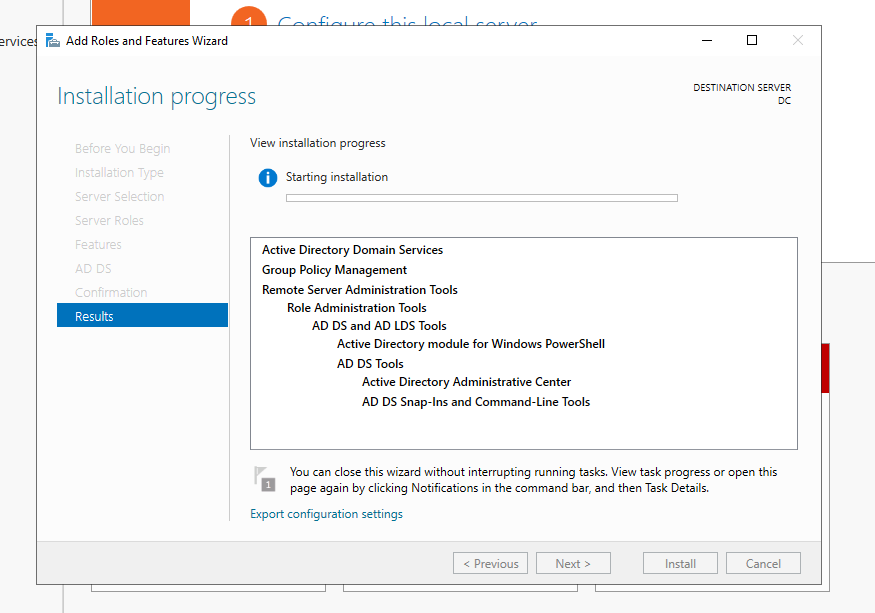 1 Configure this local server
ervices
Add Roles and Features Wizard
Installation progress
DESTINATION SERVER
DC
Before You Begin
Installation Type
Server Selection
Server Roles
Features
AD DS
Confirmation
Results
View installation progress
Starting installation
Active Directory Domain Services
Group Policy Management
Remote Server Administration Tools
Role Administration Tools
AD DS and AD LDS Tools
Active Directory module for Windows PowerShell
AD DS Tools
Active Directory Administrative Center
AD DS Snap-Ins and Command-Line Tools
1
You can close this wizard without interrupting running tasks. View task progress or open this
page again by clicking Notifications in the command bar, and then Task Details.
Export configuration settings
< Previous
Next >
Install
Cancel